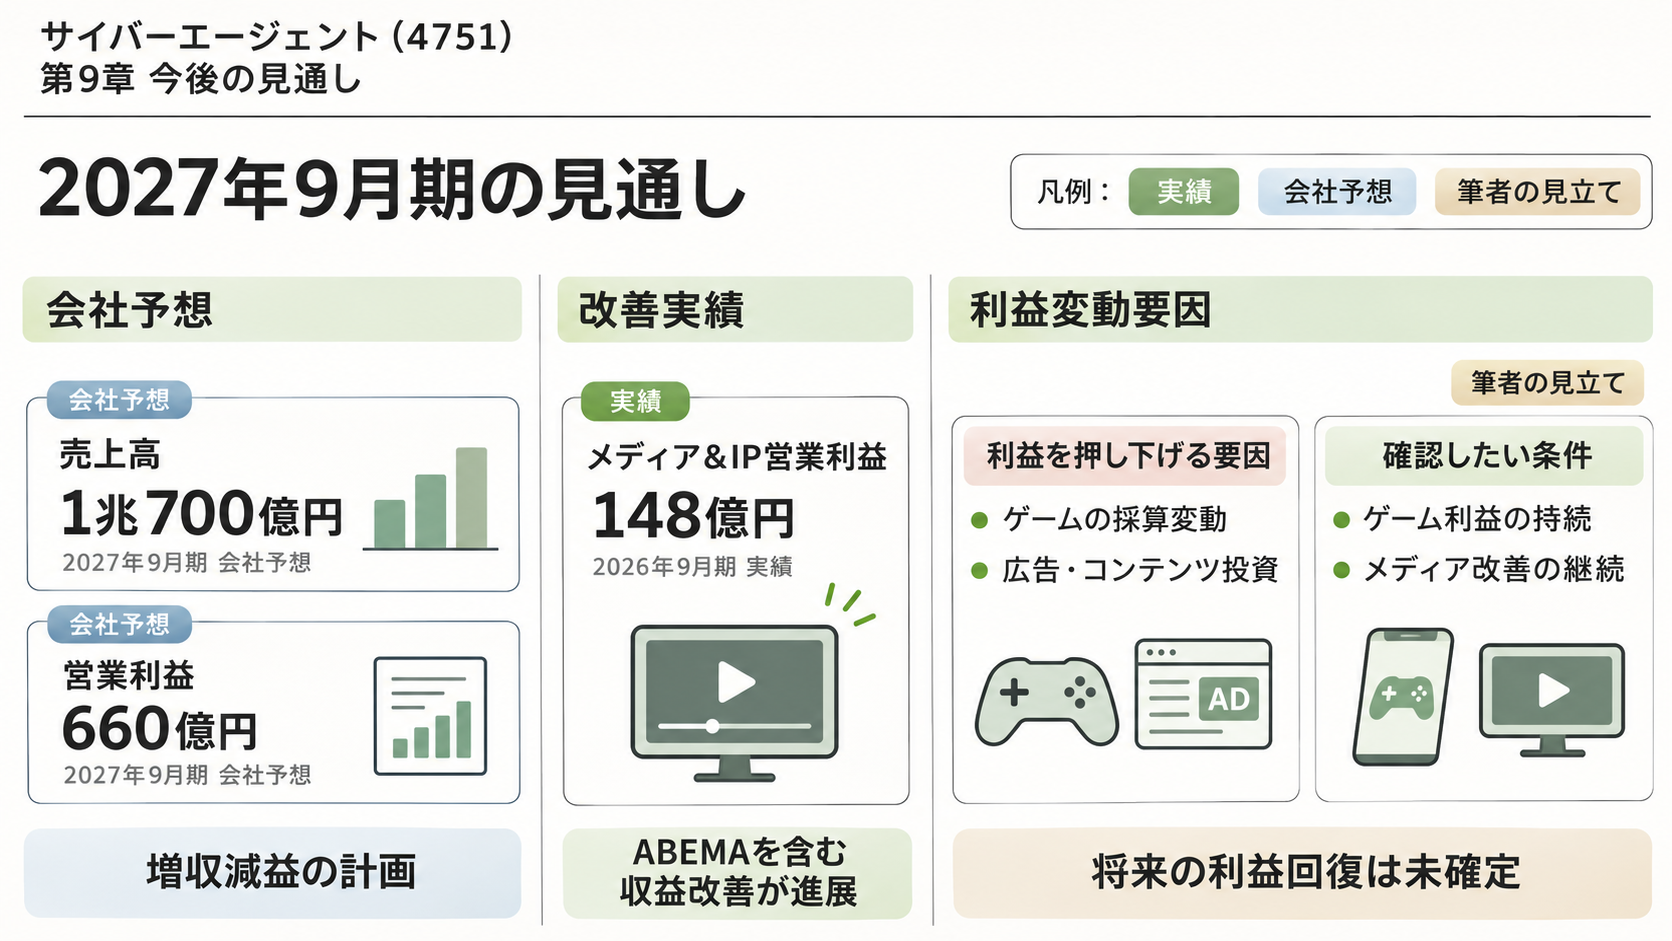 サイバーエージェント（4751）
第9章 今後の見通し
2027年9月期の見通し
凡例： 実績 会社予想 筆者の見立て
会社予想
会社予想
売上高
1兆700億円
2027年9月期 会社予想
会社予想
営業利益
660億円
2027年9月期 会社予想
増収減益の計画
改善実績
実績
メディア＆IP営業利益
148億円
2026年9月期 実績
ABEMAを含む
収益改善が進展
利益変動要因
筆者の見立て
利益を押し下げる要因
● ゲームの採算変動
● 広告・コンテンツ投資
AD
確認したい条件
● ゲーム利益の持続
● メディア改善の継続
将来の利益回復は未確定